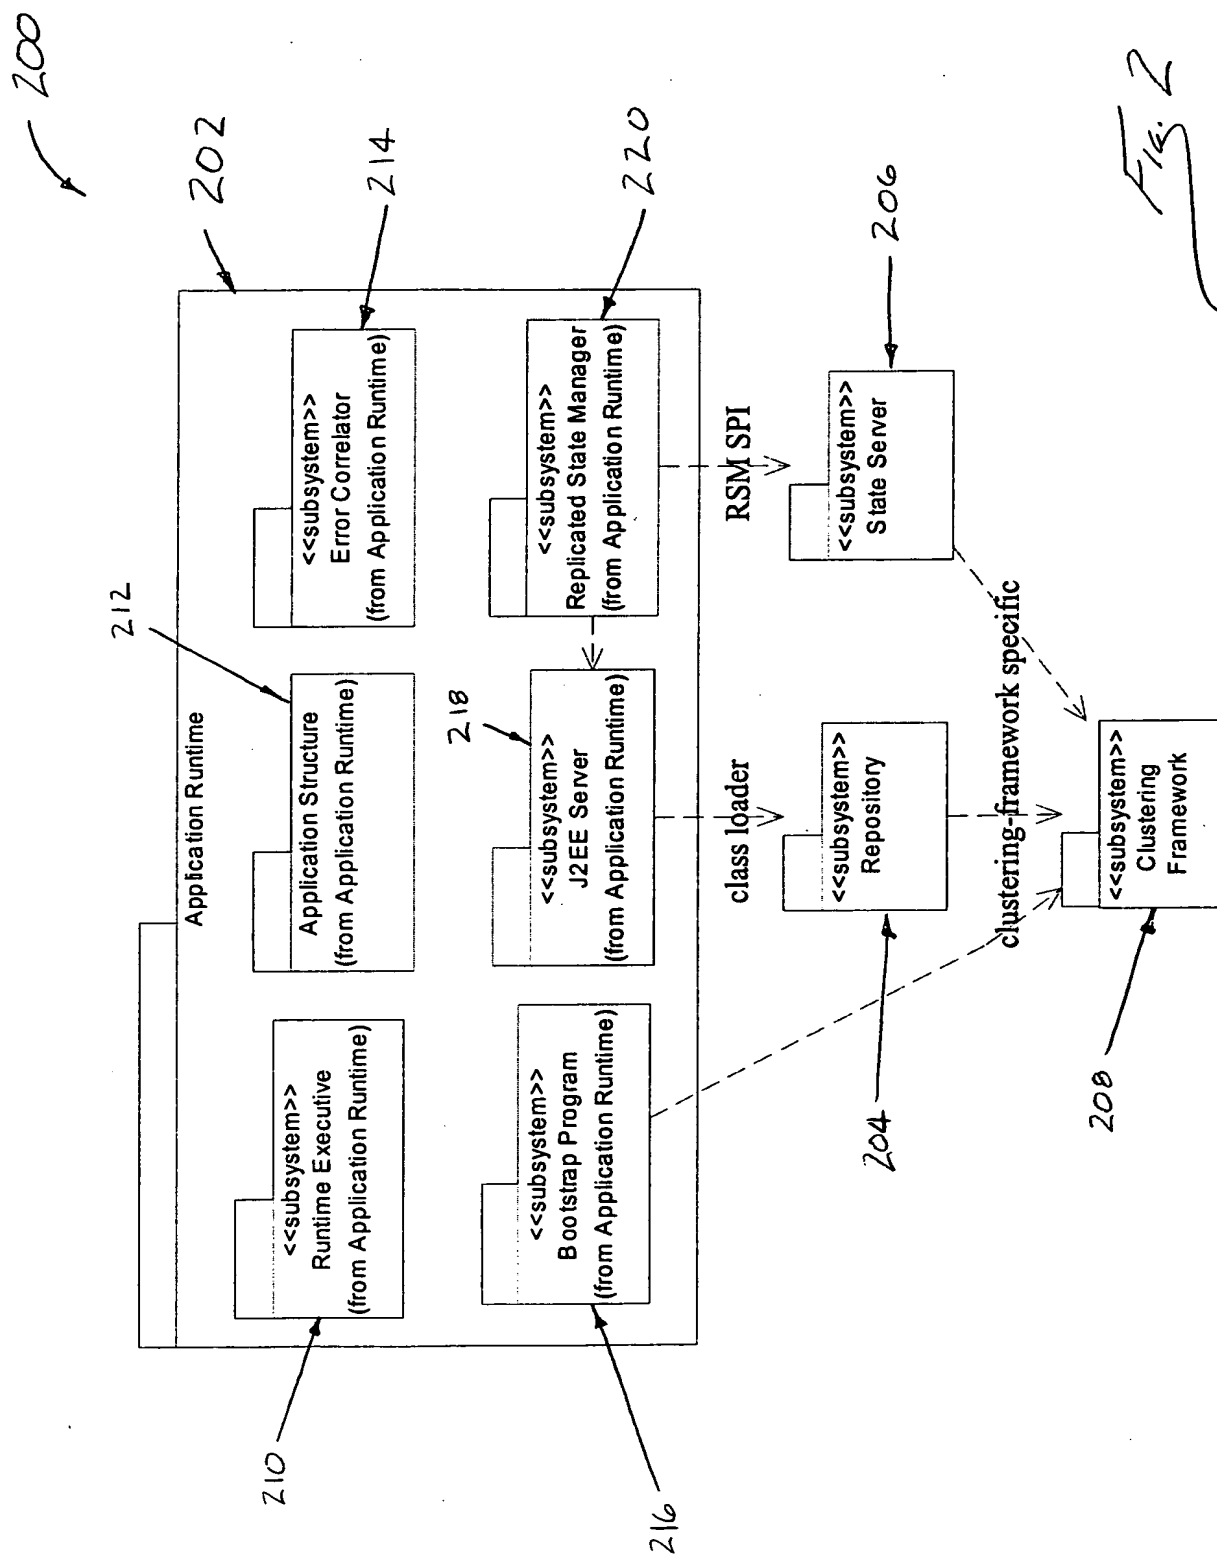 200
202
Application Runtime
210
<<subsystem>>
Runtime Executive
(from Application Runtime)
212
Application Structure
(from Application Runtime)
214
<<subsystem>>
Error Correlator
(from Application Runtime)
216
<<subsystem>>
Bootstrap Program
(from Application Runtime)
218
<<subsystem>>
J2EE Server
(from Application Runtime)
220
<<subsystem>>
Replicated State Manager
(from Application Runtime)
class loader
RSM SPI
204
<<subsystem>>
Repository
206
<<subsystem>>
State Server
clustering-framework specific
208
<<subsystem>>
Clustering
Framework
Fig. 2